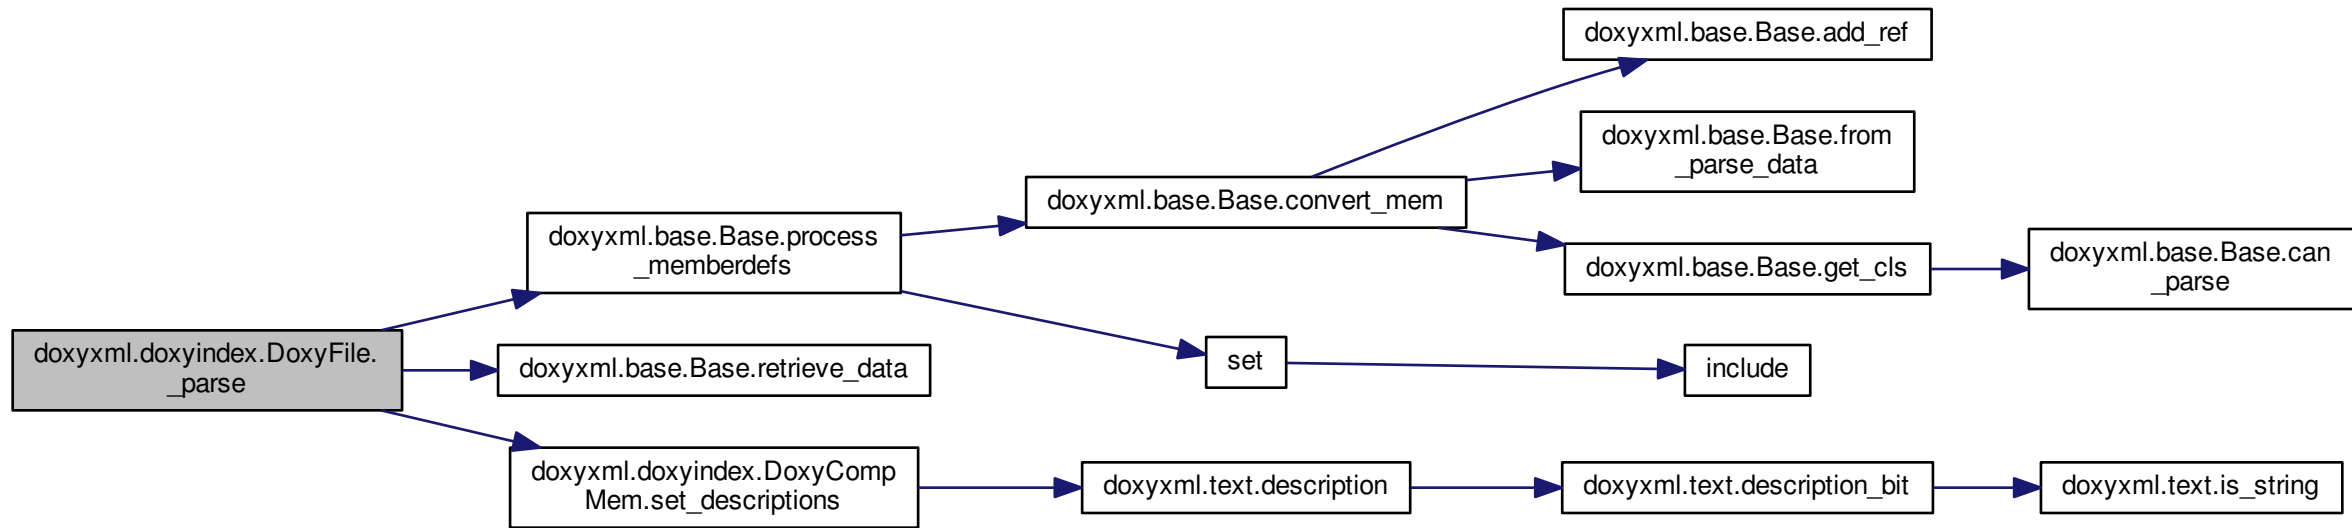 doxyxml.base.Base.add_ref
doxyxml.base.Base.from
_parse_data
doxyxml.base.Base.convert_mem
doxyxml.base.Base.process
_memberdefs
doxyxml.base.Base.get_cls
doxyxml.base.Base.can
_parse
doxyxml.doxyindex.DoxyFile.
_parse
doxyxml.base.Base.retrieve_data
set
include
doxyxml.doxyindex.DoxyComp
Mem.set_descriptions
doxyxml.text.description
doxyxml.text.description_bit
doxyxml.text.is_string